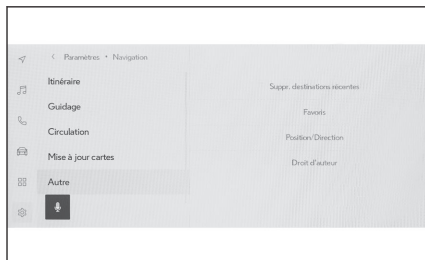 < Paramètres • Navigation
Itinéraire
Guidage
Circulation
Mise à jour cartes
Autre
Suppr. destinations récentes
Favoris
Position/Direction
Droit d'auteur